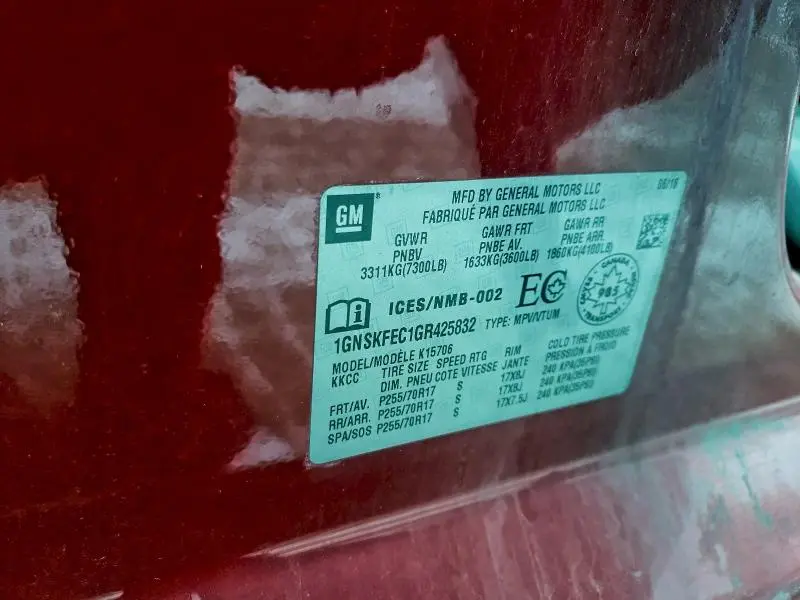 GM
MFD BY GENERAL MOTORS LLC 06/16
FABRIQUÉ PAR GENERAL MOTORS LLC
GVWR GAWR FRT GAWR RR
PNBV PNBE AV. PNBE ARR.
3311KG(7300LB) 1633KG(3600LB) 1860KG(4100LB)
ICES/NMB-002 EC
CANADA
985
TRANSPORT
1GNSKFEC1GR425832 TYPE: MPV/VTUM
MODEL/MODÈLE K15706
KKCC TIRE SIZE SPEED RTG RIM COLD TIRE PRESSURE
DIM. PNEU COTE VITESSE JANTE PRESSION A FROID
FRT/AV. P255/70R17 S 17X8J 240 KPA(35PSI)
RR/ARR. P255/70R17 S 17X8J 240 KPA(35PSI)
SPA/SOS P255/70R17 S 17X7.5J 240 KPA(35PSI)